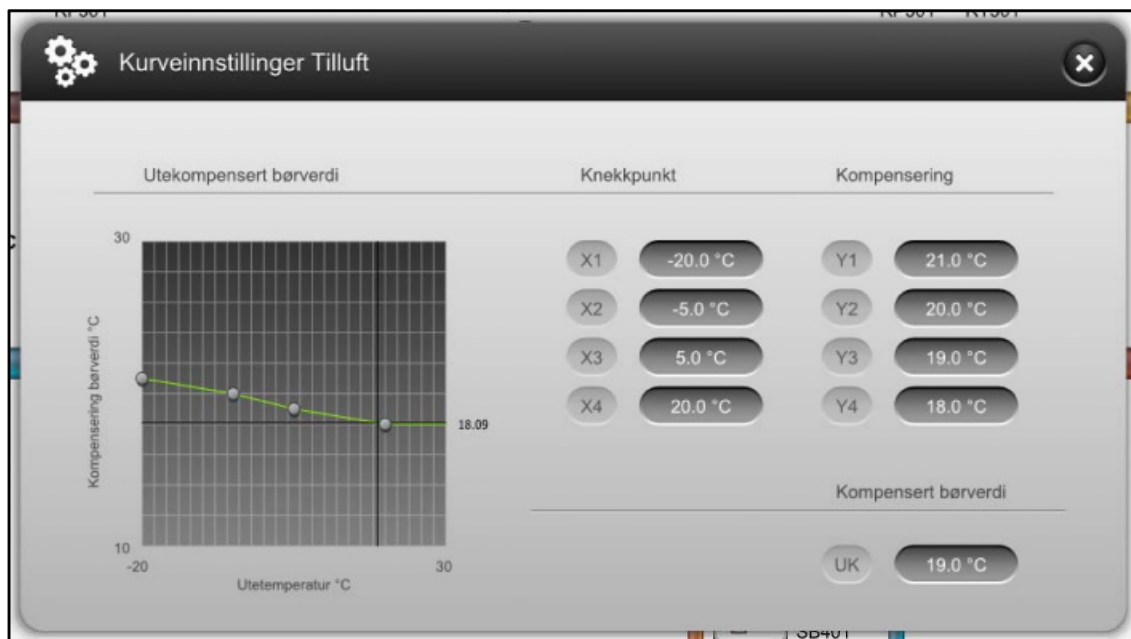 Kurveinnstillinger Tilluft
Utekompensert børverdi
Knekkpunkt
Kompensering
30
10
-20
30
Kompensering børverdi °C
Utetemperatur °C
18.09
X1 -20.0 °C Y1 21.0 °C
X2 -5.0 °C Y2 20.0 °C
X3 5.0 °C Y3 19.0 °C
X4 20.0 °C Y4 18.0 °C
Kompensert børverdi
UK 19.0 °C
SB401